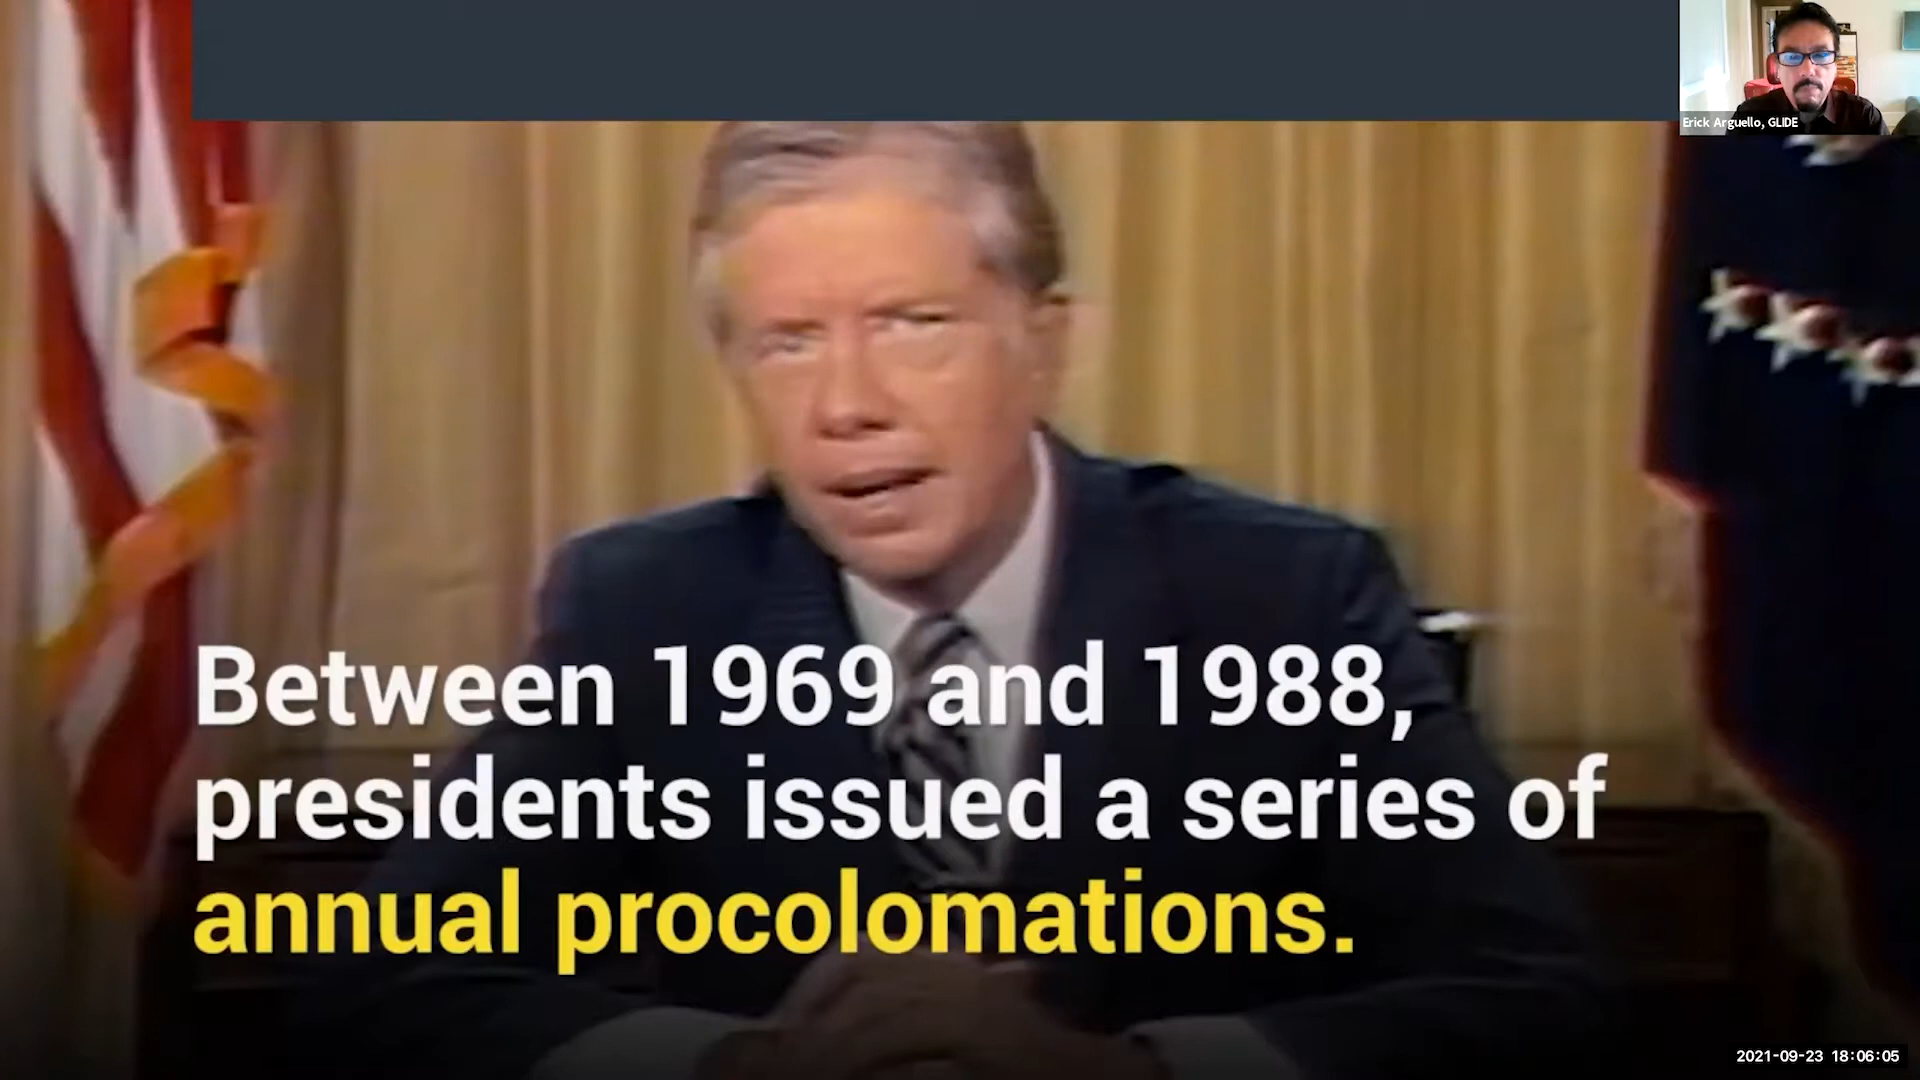 Erick Arguello, GLIDE
Between 1969 and 1988,
presidents issued a series of
annual procolomations.
2021-09-23 18:06:05